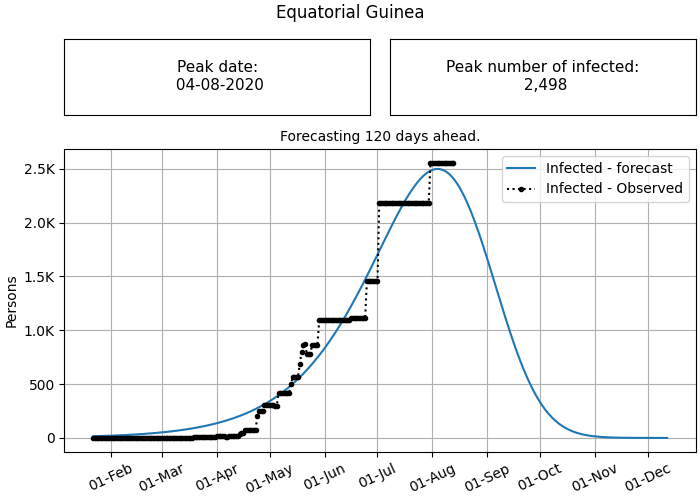 Equatorial Guinea
Peak date:
04-08-2020
Peak number of infected:
2,498
Forecasting 120 days ahead.
Infected - forecast
Infected - Observed
2.5K
2.0K
1.5K
1.0K
500
0
Persons
01-Feb
01-Mar
01-Apr
01-May
01-Jun
01-Jul
01-Aug
01-Sep
01-Oct
01-Nov
01-Dec